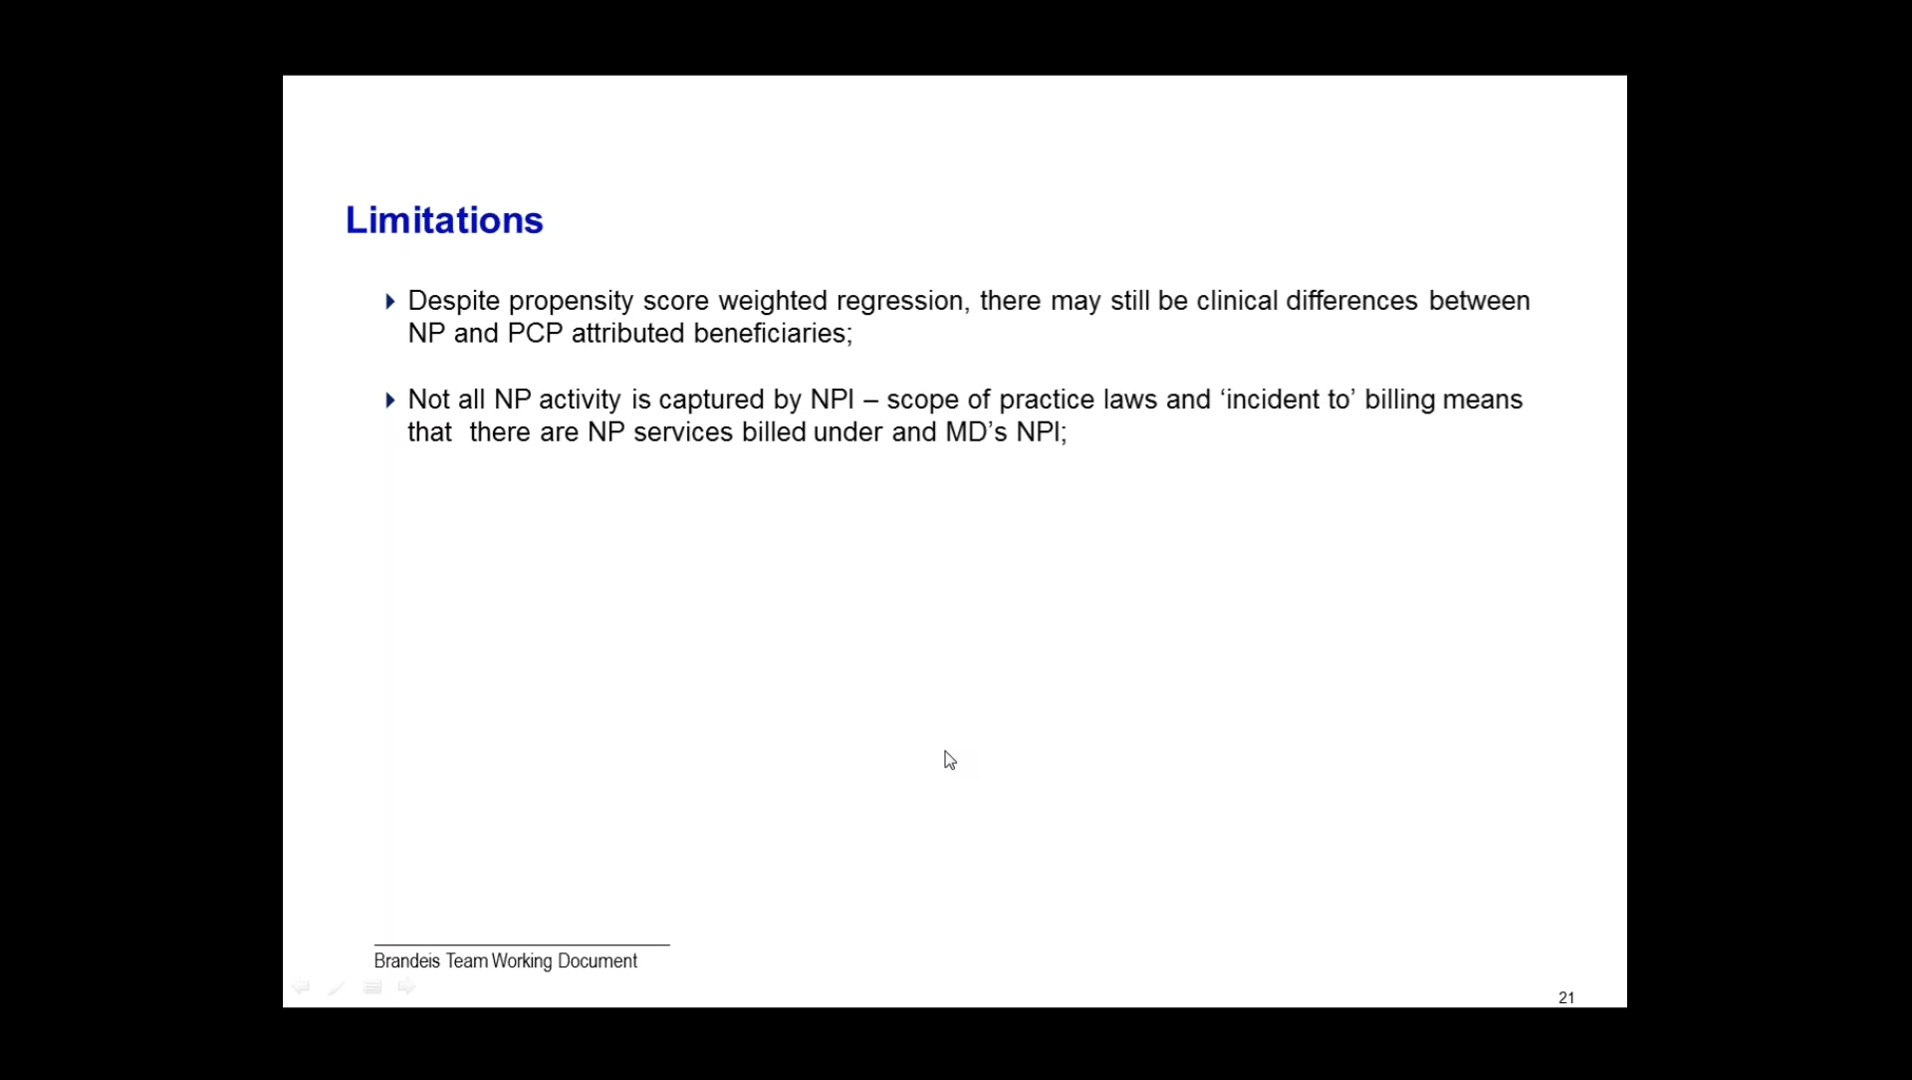 Limitations
Despite propensity score weighted regression, there may still be clinical differences between
NP and PCP attributed beneficiaries;
Not all NP activity is captured by NPI – scope of practice laws and ‘incident to’ billing means
that there are NP services billed under and MD’s NPI;
Brandeis Team Working Document
21